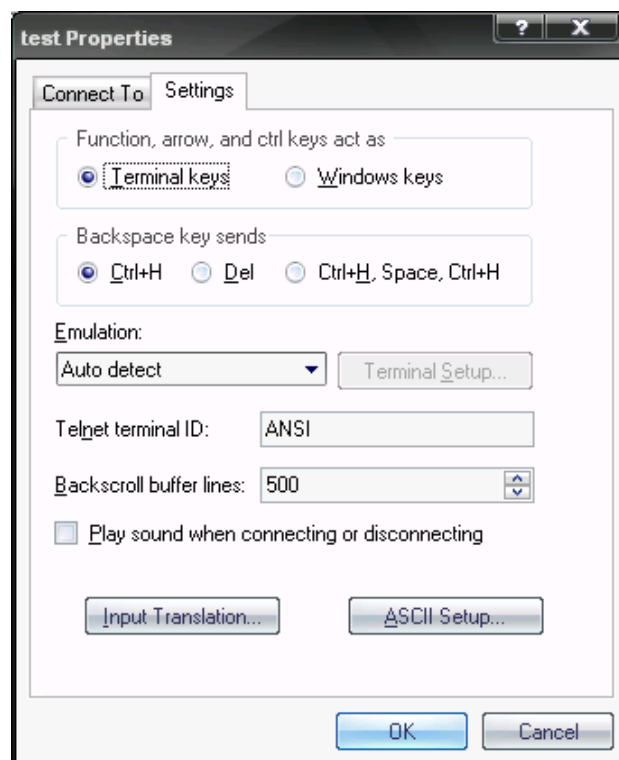 test Properties
? X
Connect To Settings
Function, arrow, and ctrl keys act as
Terminal keys Windows keys
Backspace key sends
Ctrl+H Del Ctrl+H, Space, Ctrl+H
Emulation:
Auto detect Terminal Setup...
Telnet terminal ID: ANSI
Backscroll buffer lines: 500
Play sound when connecting or disconnecting
Input Translation... ASCII Setup...
OK Cancel